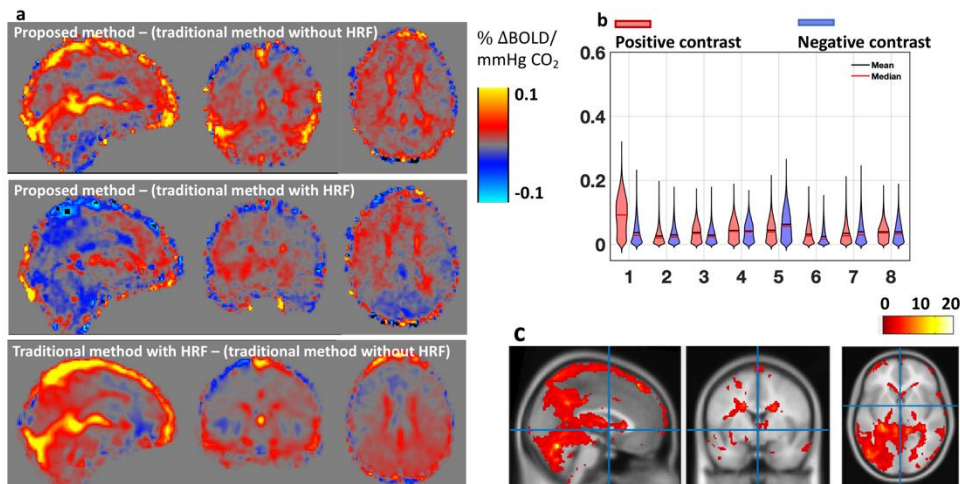 a
Proposed method – (traditional method without HRF)
% ΔBOLD/
mmHg CO₂
0.1
-0.1
Proposed method – (traditional method with HRF)
Traditional method with HRF – (traditional method without HRF)
b
Positive contrast
Negative contrast
Mean
Median
0.6
0.4
0.2
0
1 2 3 4 5 6 7 8
0 10 20
c